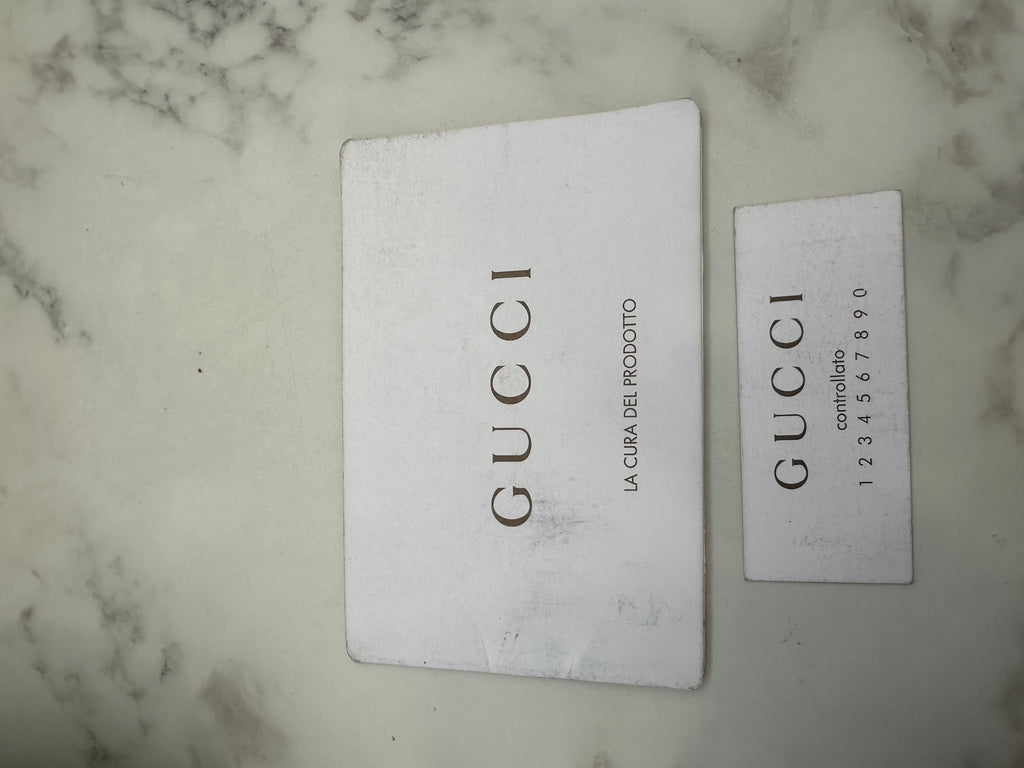 GUCCI
LA CURA DEL PRODOTTO
GUCCI
controllato
1 2 3 4 5 6 7 8 9 0